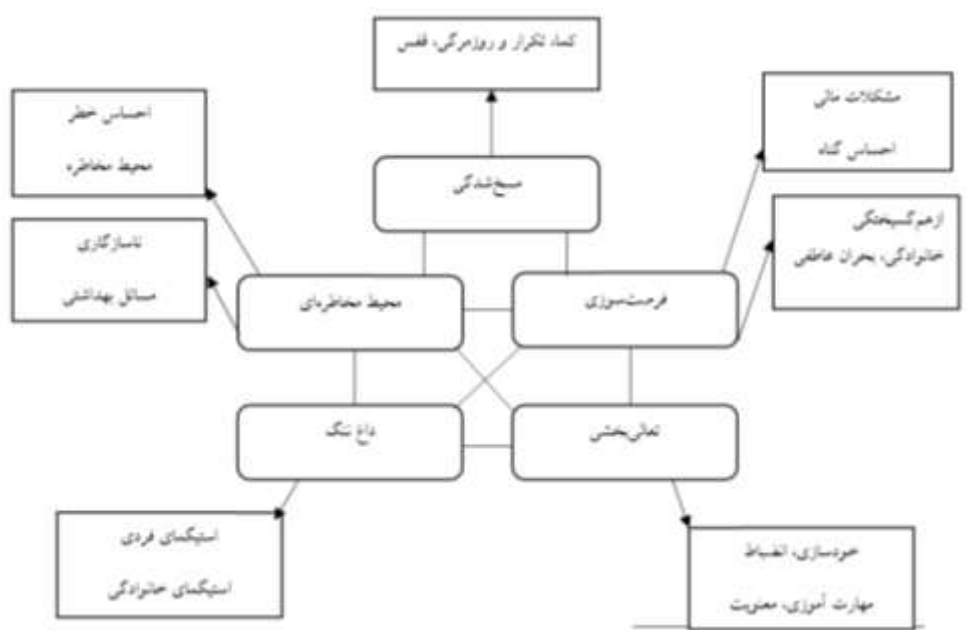 کما، تکرار و روزمرگی، قفس
مشکلات مالی
احساس گناه
احساس خطر
محیط مخاطره
مسخ‌شدگی
ازهم‌گسیختگی
خانوادگی، بحران عاطفی
ناسازگاری
مسائل بهداشتی
فرصت‌سوزی
محیط مخاطره‌ای
تعالی‌بخشی
داغ ننگ
استیگمای فردی
استیگمای خانوادگی
خودسازی، انضباط
مهارت آموزی، معنویت